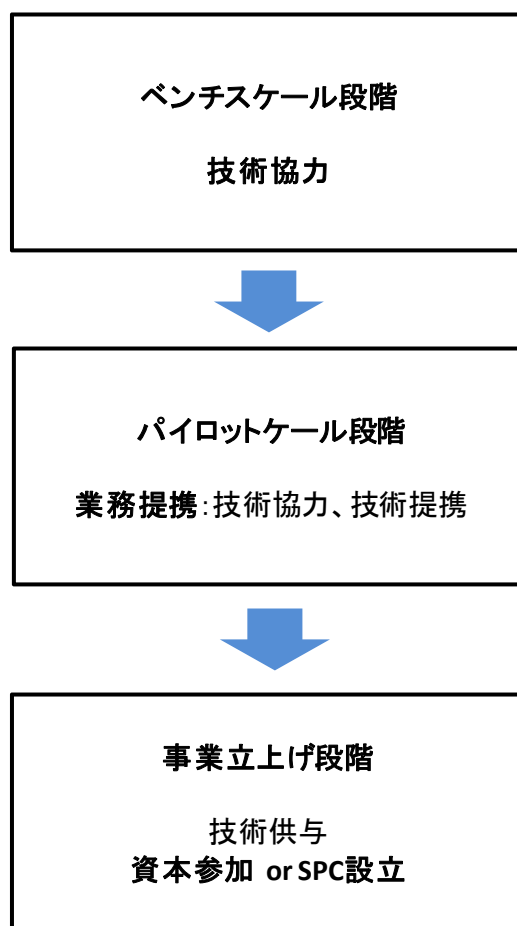 ベンチスケール段階
技術協力
パイロットケール段階
業務提携：技術協力、技術提携
事業立上げ段階
技術供与
資本参加 or SPC設立